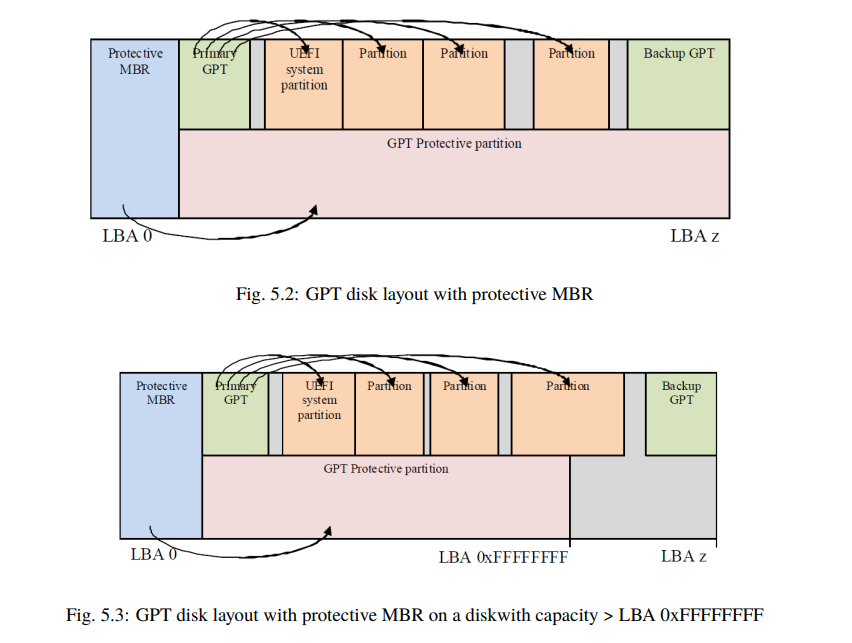 Protective
MBR
Primary
GPT
UEFI
system
partition
Partition
Partition
Partition
Backup GPT
GPT Protective partition
LBA 0
LBA z
Fig. 5.2: GPT disk layout with protective MBR
Protective
MBR
Primary
GPT
UEFI
system
partition
Partition
Partition
Partition
Backup
GPT
GPT Protective partition
LBA 0
LBA 0xFFFFFFFF
LBA z
Fig. 5.3: GPT disk layout with protective MBR on a diskwith capacity > LBA 0xFFFFFFFF